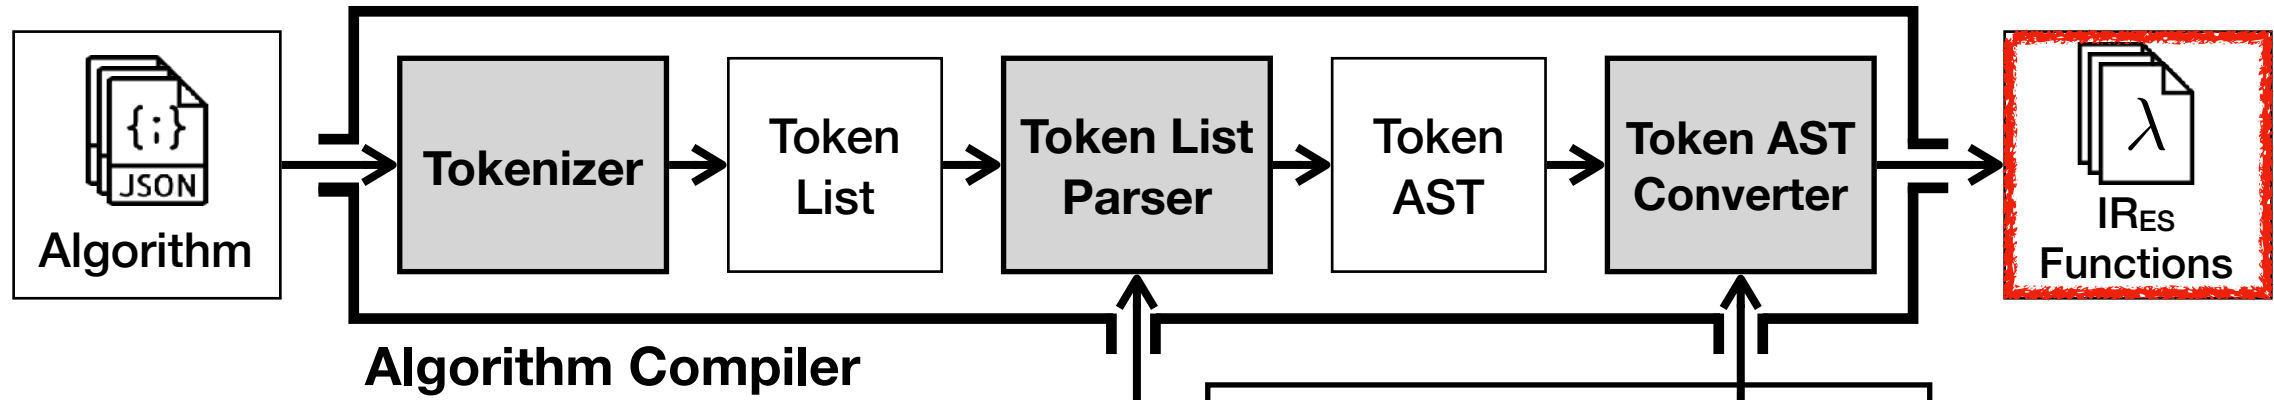 {;}
JSON
Algorithm
Tokenizer
Token
List
Token List
Parser
Token
AST
Token AST
Converter
λ
IRES
Functions
Algorithm Compiler